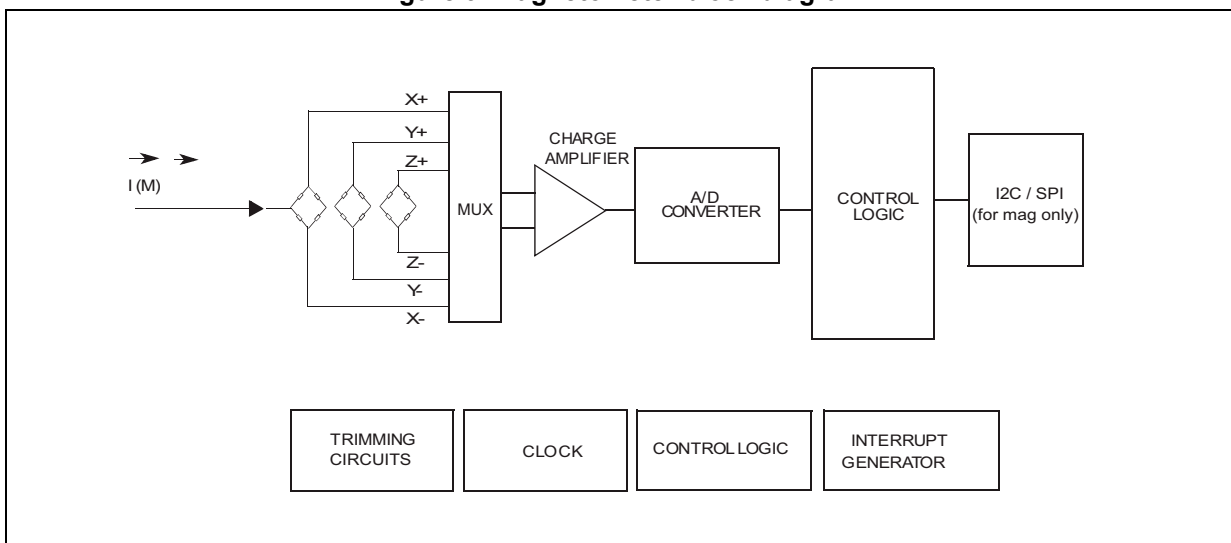 X+
Y+
Z+
I (M)
MUX
Z-
Y-
X-
CHARGE
AMPLIFIER
A/D
CONVERTER
CONTROL
LOGIC
I2C / SPI
(for mag only)
TRIMMING
CIRCUITS
CLOCK
CONTROL LOGIC
INTERRUPT
GENERATOR